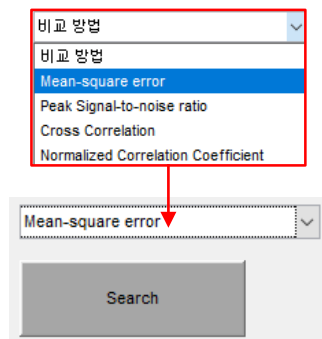 비교 방법
비교 방법
Mean-square error
Peak Signal-to-noise ratio
Cross Correlation
Normalized Correlation Coefficient
Mean-square error
Search